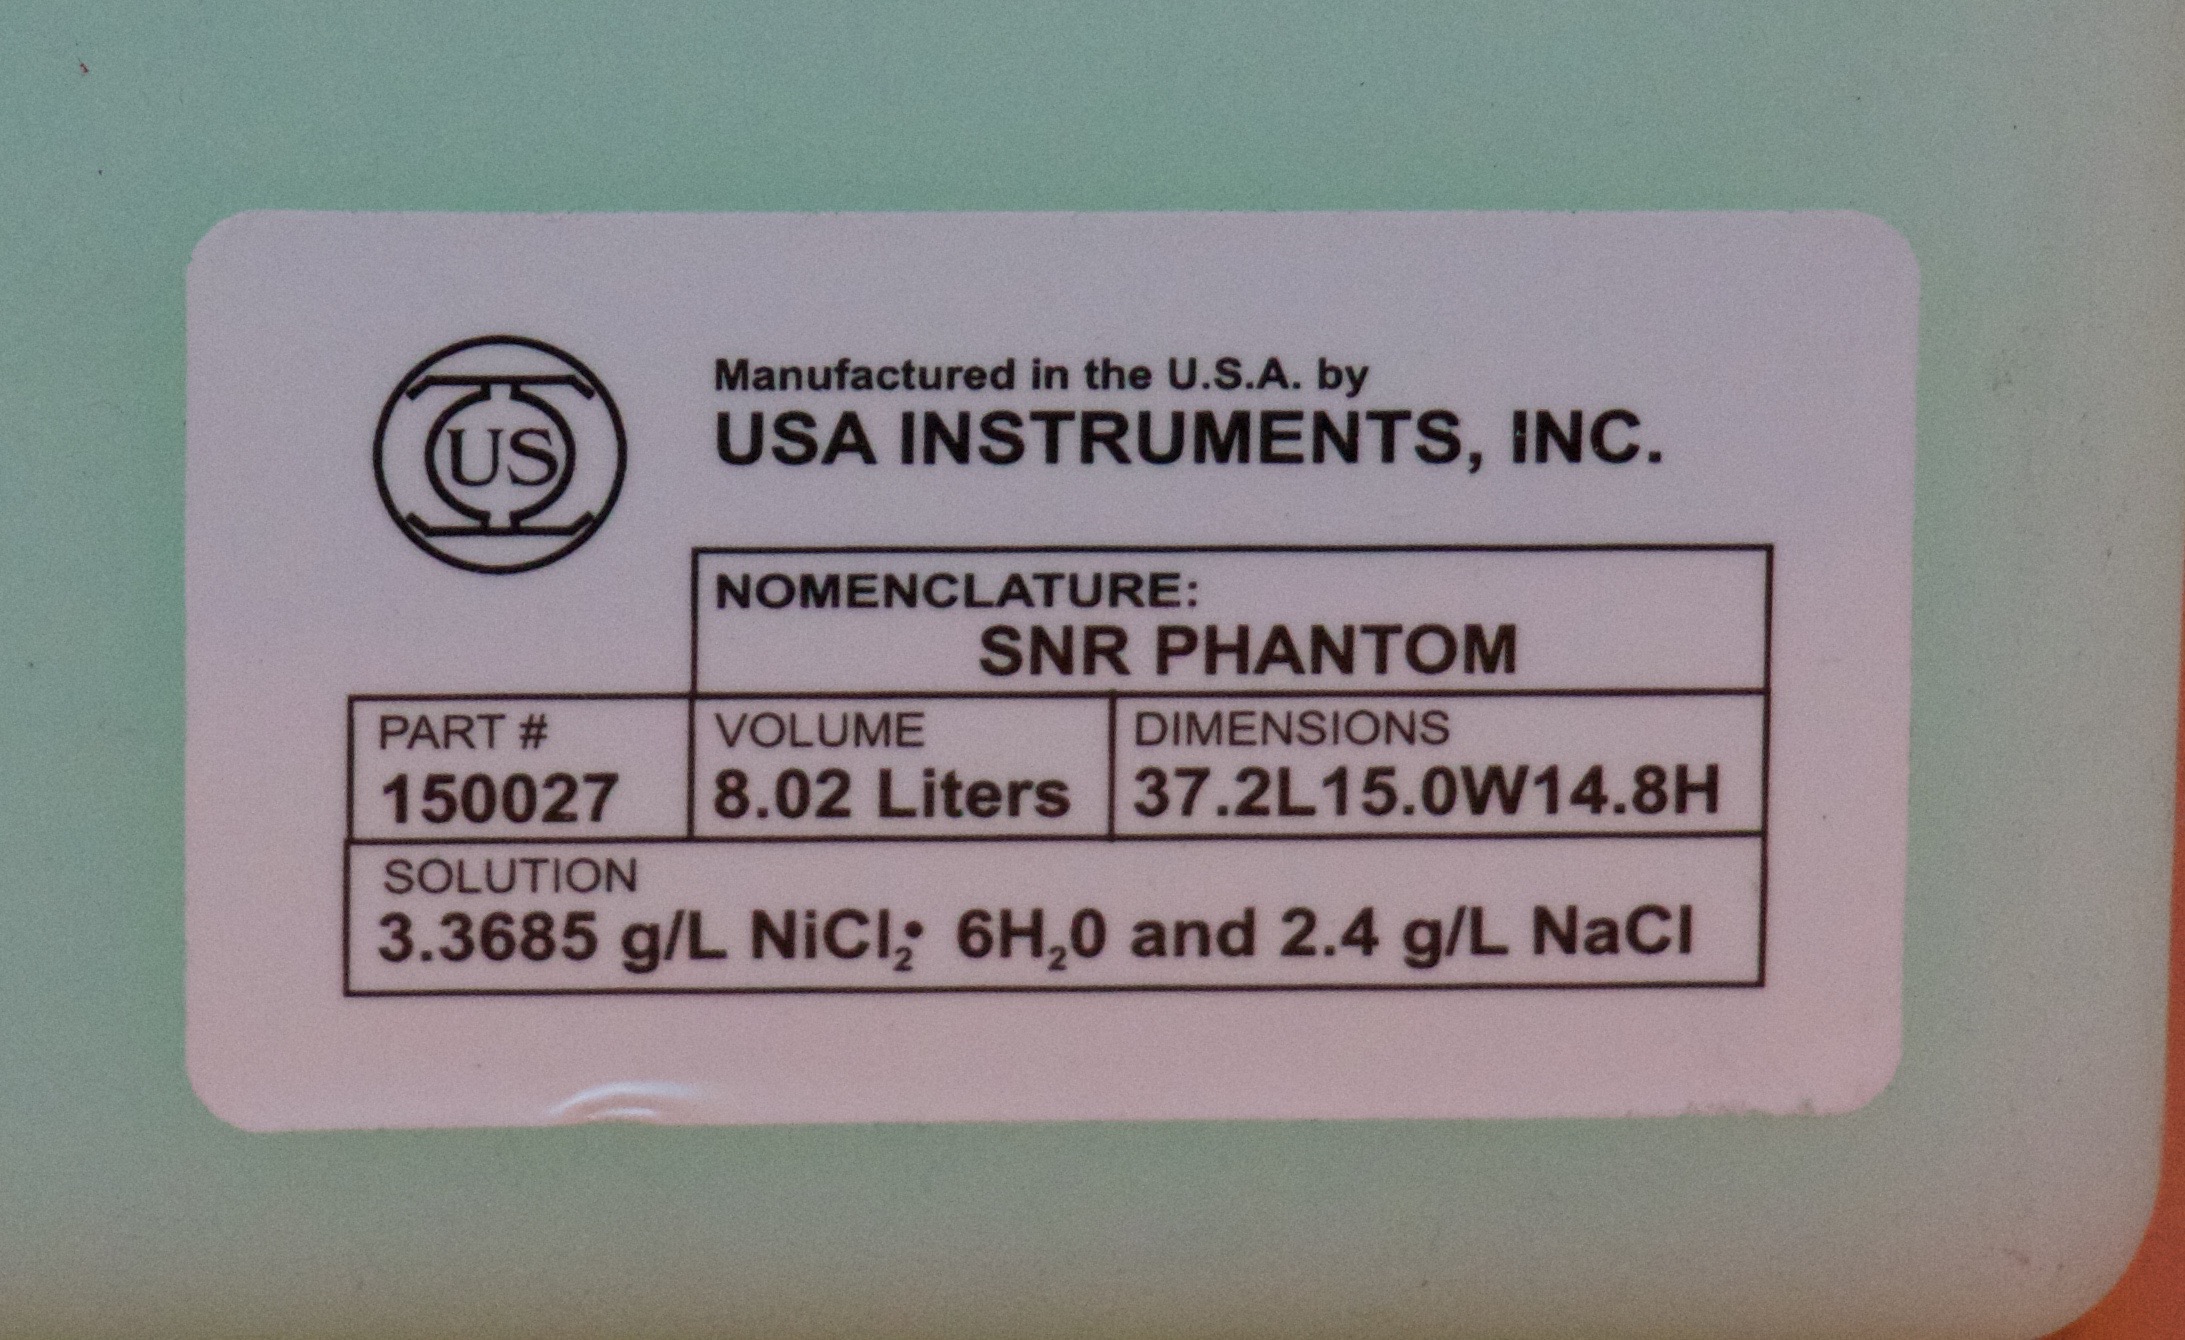 US
Manufactured in the U.S.A. by
USA INSTRUMENTS, INC.
NOMENCLATURE:
SNR PHANTOM
PART #
150027
VOLUME
8.02 Liters
DIMENSIONS
37.2L15.0W14.8H
SOLUTION
3.3685 g/L NiCl₂• 6H₂0 and 2.4 g/L NaCl